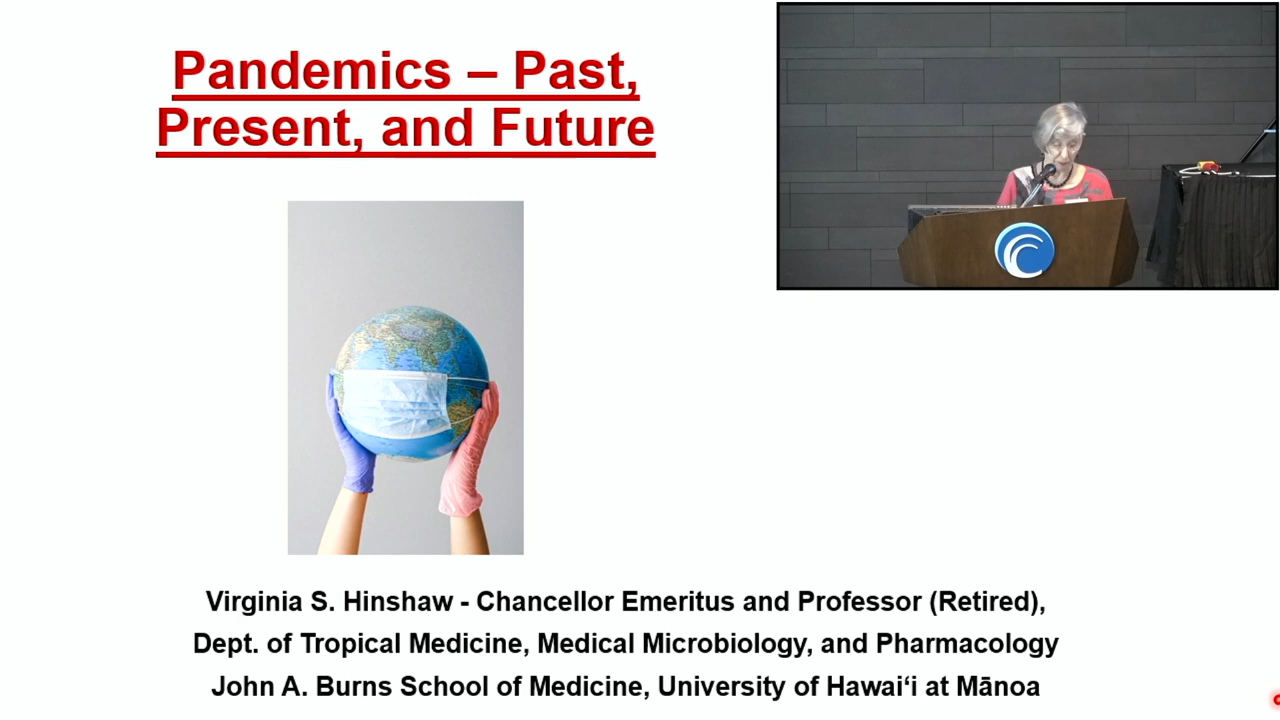 Pandemics – Past,
Present, and Future
Virginia S. Hinshaw - Chancellor Emeritus and Professor (Retired),
Dept. of Tropical Medicine, Medical Microbiology, and Pharmacology
John A. Burns School of Medicine, University of Hawaiʻi at Mānoa